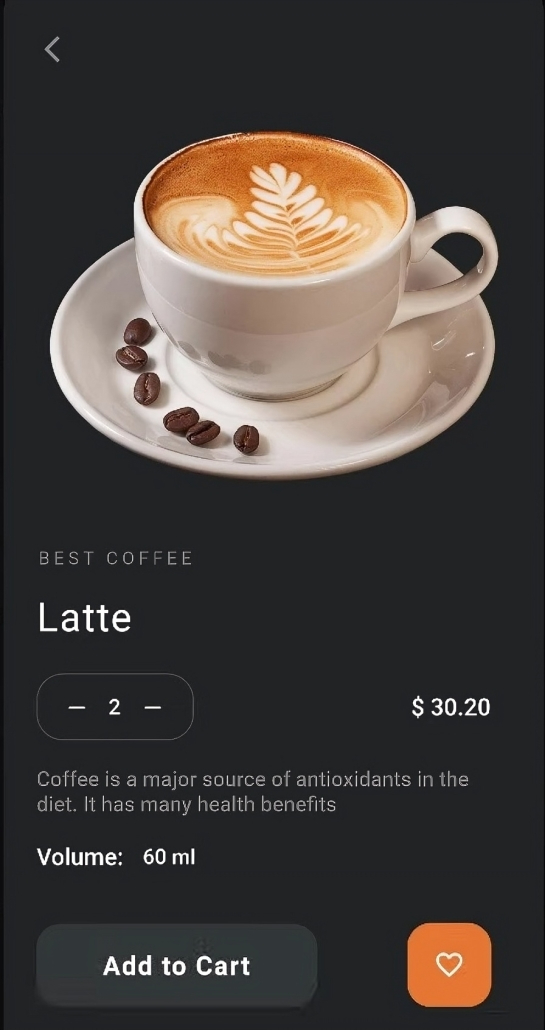 BEST COFFEE
Latte
— 2 —
$ 30.20
Coffee is a major source of antioxidants in the
diet. It has many health benefits
Volume: 60 ml
Add to Cart